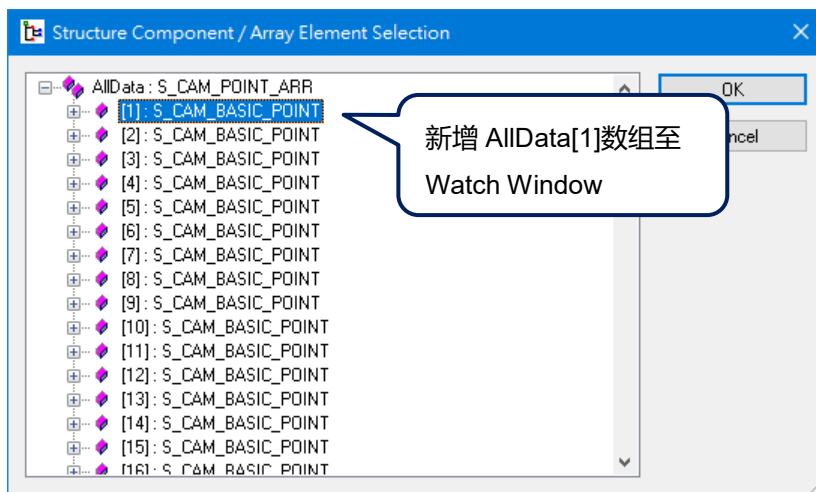 Structure Component / Array Element Selection
AllData : S_CAM_POINT_ARR
OK
[1] : S_CAM_BASIC_POINT
[2] : S_CAM_BASIC_POINT
ncel
新增 AllData[1]数组至
Watch Window
[3] : S_CAM_BASIC_POINT
[4] : S_CAM_BASIC_POINT
[5] : S_CAM_BASIC_POINT
[6] : S_CAM_BASIC_POINT
[7] : S_CAM_BASIC_POINT
[8] : S_CAM_BASIC_POINT
[9] : S_CAM_BASIC_POINT
[10] : S_CAM_BASIC_POINT
[11] : S_CAM_BASIC_POINT
[12] : S_CAM_BASIC_POINT
[13] : S_CAM_BASIC_POINT
[14] : S_CAM_BASIC_POINT
[15] : S_CAM_BASIC_POINT
[16] : S_CAM_BASIC_POINT